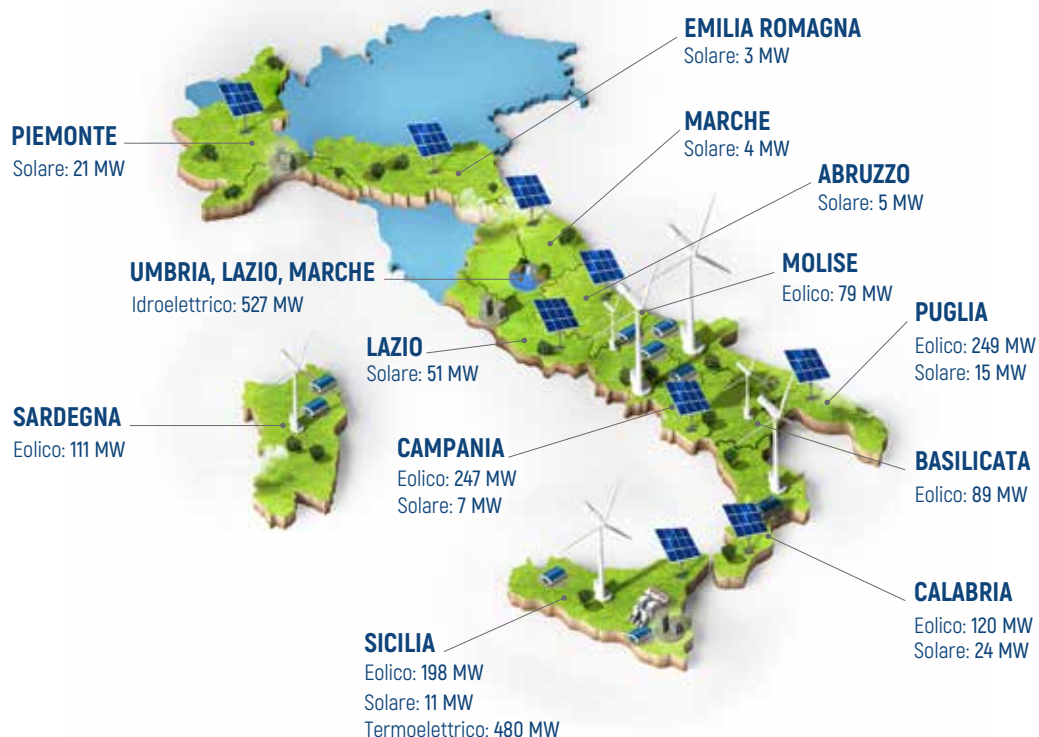 EMILIA ROMAGNA
Solare: 3 MW
PIEMONTE
Solare: 21 MW
MARCHE
Solare: 4 MW
ABRUZZO
Solare: 5 MW
UMBRIA, LAZIO, MARCHE
Idroelettrico: 527 MW
MOLISE
Eolico: 79 MW
PUGLIA
Eolico: 249 MW
Solare: 15 MW
LAZIO
Solare: 51 MW
SARDEGNA
Eolico: 111 MW
CAMPANIA
Eolico: 247 MW
Solare: 7 MW
BASILICATA
Eolico: 89 MW
CALABRIA
Eolico: 120 MW
Solare: 24 MW
SICILIA
Eolico: 198 MW
Solare: 11 MW
Termoelettrico: 480 MW